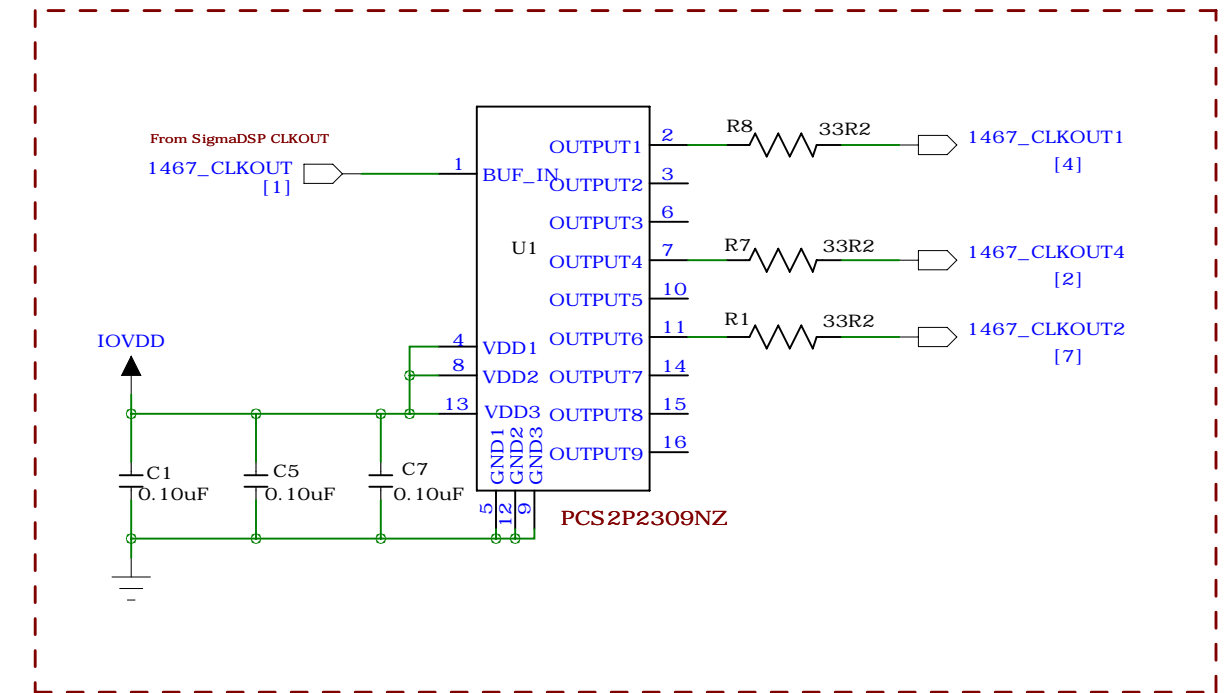 From SigmaDSP CLKOUT
1467_CLKOUT
[1]
1
BUF_IN
U1
OUTPUT1
2
R8
33R2
1467_CLKOUT1
[4]
OUTPUT2
3
OUTPUT3
6
OUTPUT4
7
R7
33R2
1467_CLKOUT4
[2]
OUTPUT5
10
OUTPUT6
11
R1
33R2
1467_CLKOUT2
[7]
OUTPUT7
14
OUTPUT8
15
OUTPUT9
16
IOVDD
4
VDD1
8
VDD2
13
VDD3
GND1
GND2
GND3
5
12
9
C1
0.10uF
C5
0.10uF
C7
0.10uF
PCS2P2309NZ